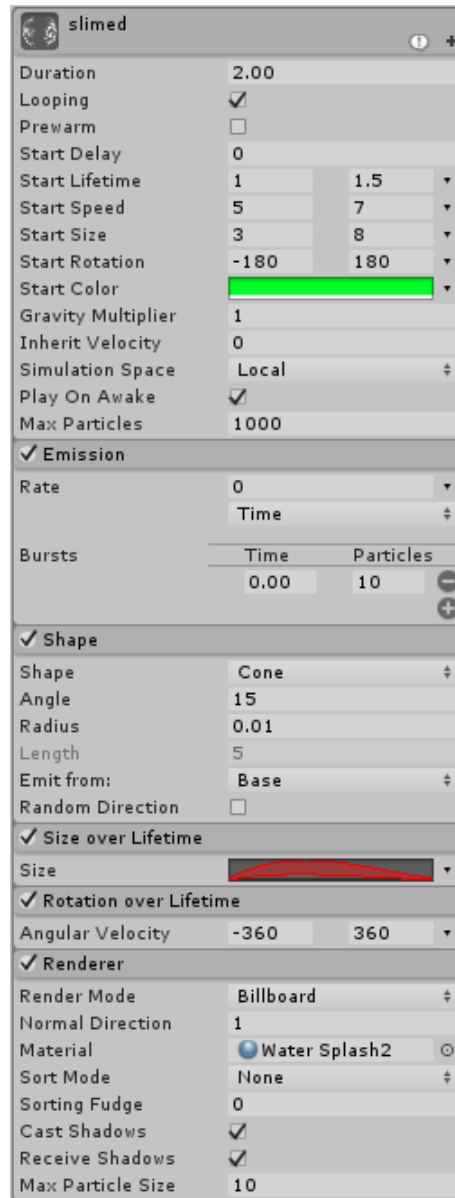 slimed
Duration 2.00
Looping
Prewarm
Start Delay 0
Start Lifetime 1 1.5
Start Speed 5 7
Start Size 3 8
Start Rotation -180 180
Start Color
Gravity Multiplier 1
Inherit Velocity 0
Simulation Space Local
Play On Awake
Max Particles 1000
Emission
Rate 0
Time
Bursts Time Particles
0.00 10
Shape
Shape Cone
Angle 15
Radius 0.01
Length 5
Emit from: Base
Random Direction
Size over Lifetime
Size
Rotation over Lifetime
Angular Velocity -360 360
Renderer
Render Mode Billboard
Normal Direction 1
Material Water Splash2
Sort Mode None
Sorting Fudge 0
Cast Shadows
Receive Shadows
Max Particle Size 10